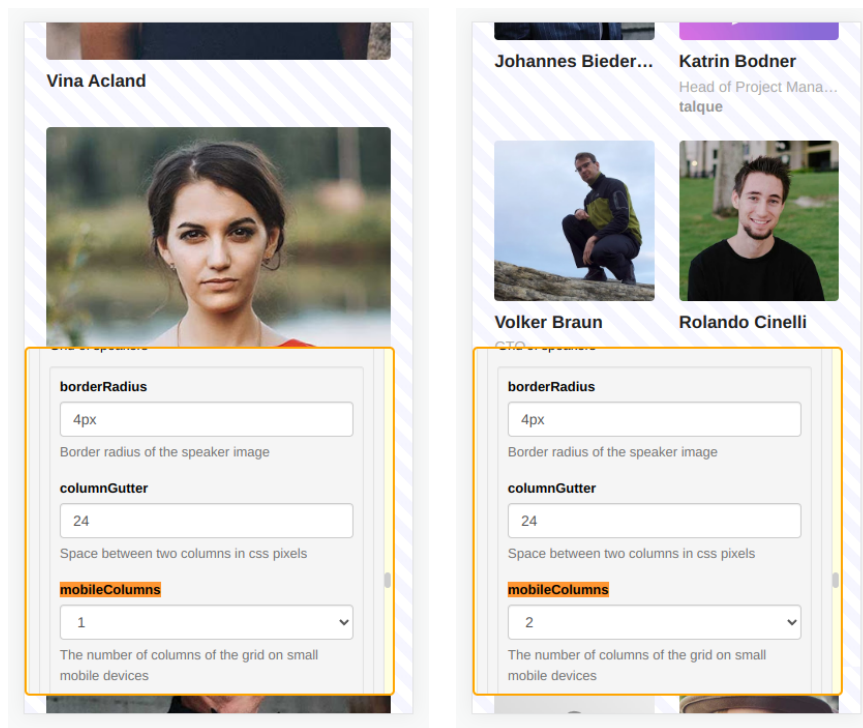 Vina Acland
borderRadius
4px
Border radius of the speaker image
columnGutter
24
Space between two columns in css pixels
mobileColumns
1
The number of columns of the grid on small
mobile devices
Johannes Bieder…
Katrin Bodner
Head of Project Mana…
talque
Volker Braun
Rolando Cinelli
CTO
borderRadius
4px
Border radius of the speaker image
columnGutter
24
Space between two columns in css pixels
mobileColumns
2
The number of columns of the grid on small
mobile devices